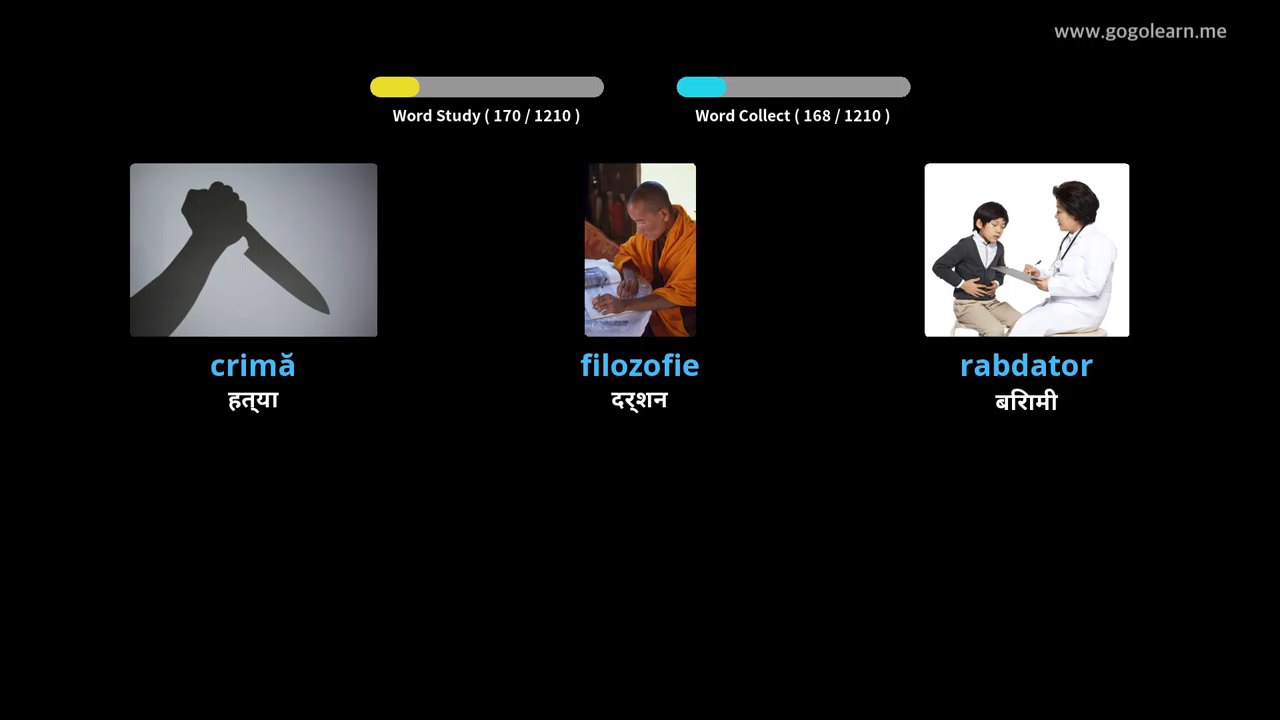 www.gogolearn.me
Word Study ( 170 / 1210 )
Word Collect ( 168 / 1210 )
crimă
filozofie
rabdator
हत्या
दर्शन
बिरामी